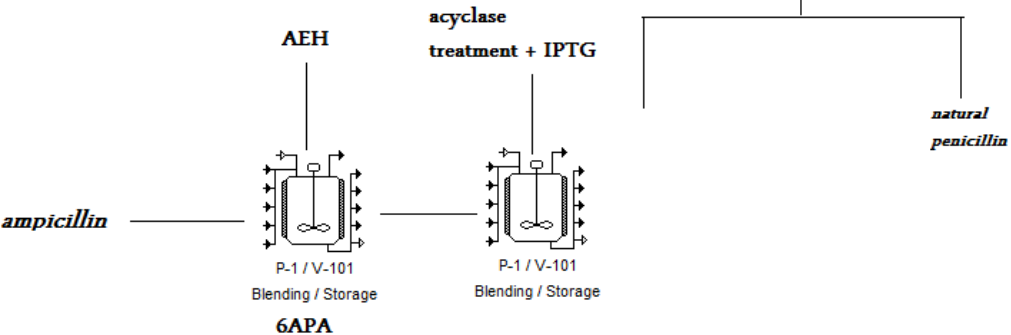 acyclase
treatment + IPTG
AEH
natural
penicillin
ampicillin
P-1 / V-101
Blending / Storage
6APA
P-1 / V-101
Blending / Storage